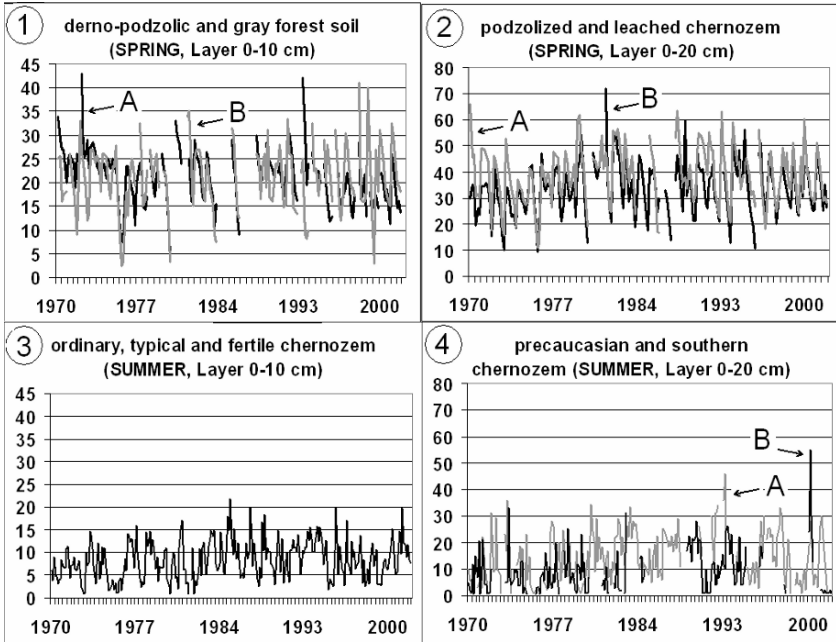 1
derno-podzolic and gray forest soil
(SPRING, Layer 0-10 cm)
45
40
35
30
25
20
15
10
5
0
A
B
1970 1977 1984 1993 2000
2
podzolized and leached chernozem
(SPRING, Layer 0-20 cm)
80
70
60
50
40
30
20
10
0
A
B
1970 1977 1984 1993 2000
3
ordinary, typical and fertile chernozem
(SUMMER, Layer 0-10 cm)
45
40
35
30
25
20
15
10
5
0
1970 1977 1984 1993 2000
4
precaucasian and southern
chernozem (SUMMER, Layer 0-20 cm)
80
70
60
50
40
30
20
10
0
B
A
1970 1977 1984 1993 2000